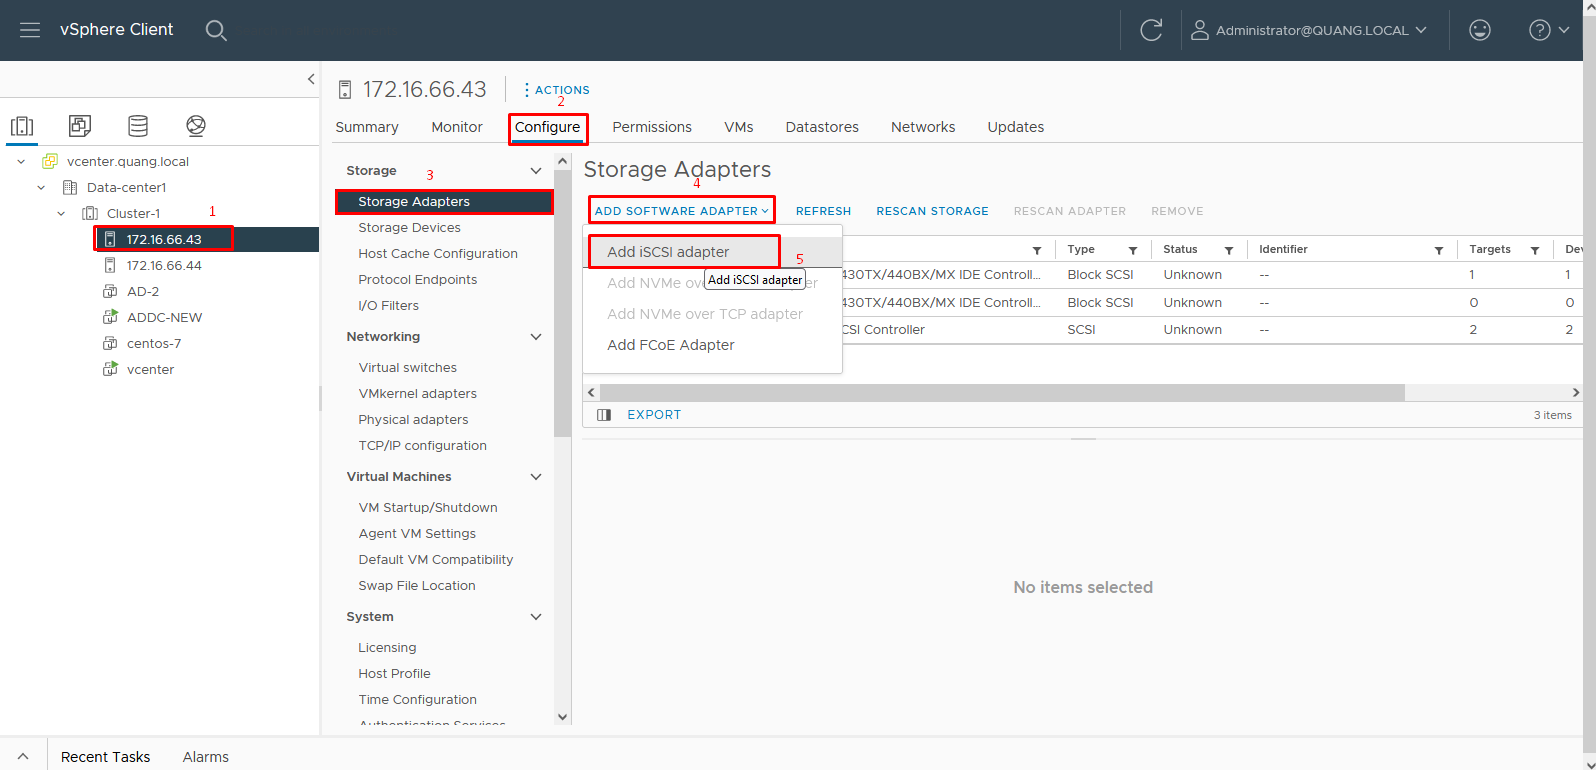 vSphere Client
Administrator@QUANG.LOCAL
172.16.66.43
ACTIONS
2
Summary Monitor Configure Permissions VMs Datastores Networks Updates
vcenter.quang.local
Data-center1
Cluster-1
1
172.16.66.43
172.16.66.44
AD-2
ADDC-NEW
centos-7
vcenter
Storage
3
Storage Adapters
Storage Devices
Host Cache Configuration
Protocol Endpoints
I/O Filters
Networking
Virtual switches
VMkernel adapters
Physical adapters
TCP/IP configuration
Virtual Machines
VM Startup/Shutdown
Agent VM Settings
Default VM Compatibility
Swap File Location
System
Licensing
Host Profile
Time Configuration
Authentication Services
Storage Adapters
4
ADD SOFTWARE ADAPTER REFRESH RESCAN STORAGE RESCAN ADAPTER REMOVE
Add iSCSI adapter
5
Add iSCSI adapter
Add NVMe ov er
Add NVMe over TCP adapter
Add FCoE Adapter
Type Status Identifier Targets Dev
430TX/440BX/MX IDE Controll... Block SCSI Unknown -- 1 1
430TX/440BX/MX IDE Controll... Block SCSI Unknown -- 0 0
CSI Controller SCSI Unknown -- 2 2
EXPORT
3 items
No items selected
Recent Tasks Alarms